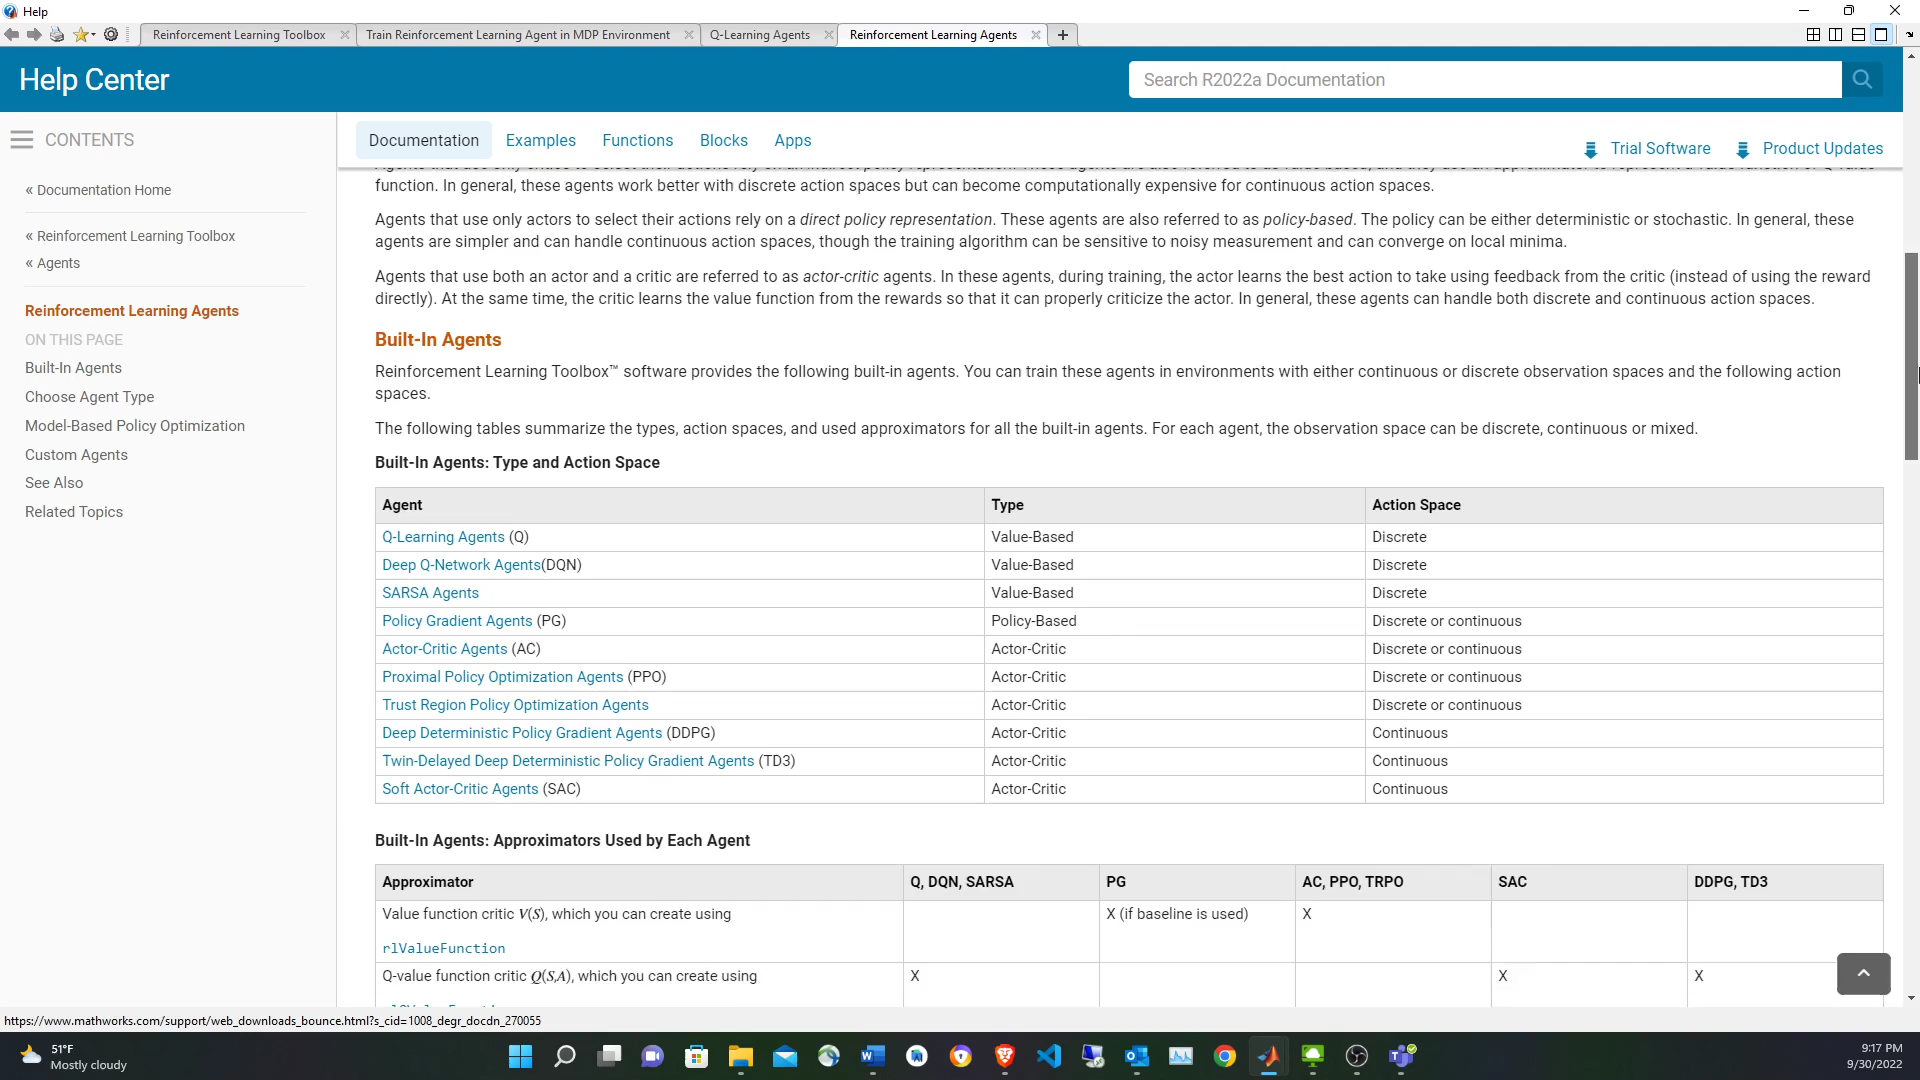 Help
Reinforcement Learning Toolbox
Train Reinforcement Learning Agent in MDP Environment
Q-Learning Agents
Reinforcement Learning Agents
Help Center
Search R2022a Documentation
CONTENTS
Documentation
Examples
Functions
Blocks
Apps
Trial Software
Product Updates
« Documentation Home
« Reinforcement Learning Toolbox
« Agents
Reinforcement Learning Agents
ON THIS PAGE
Built-In Agents
Choose Agent Type
Model-Based Policy Optimization
Custom Agents
See Also
Related Topics
function. In general, these agents work better with discrete action spaces but can become computationally expensive for continuous action spaces.
Agents that use only actors to select their actions rely on a direct policy representation. These agents are also referred to as policy-based. The policy can be either deterministic or stochastic. In general, these
agents are simpler and can handle continuous action spaces, though the training algorithm can be sensitive to noisy measurement and can converge on local minima.
Agents that use both an actor and a critic are referred to as actor-critic agents. In these agents, during training, the actor learns the best action to take using feedback from the critic (instead of using the reward
directly). At the same time, the critic learns the value function from the rewards so that it can properly criticize the actor. In general, these agents can handle both discrete and continuous action spaces.
Built-In Agents
Reinforcement Learning Toolbox™ software provides the following built-in agents. You can train these agents in environments with either continuous or discrete observation spaces and the following action
spaces.
The following tables summarize the types, action spaces, and used approximators for all the built-in agents. For each agent, the observation space can be discrete, continuous or mixed.
Built-In Agents: Type and Action Space
Agent Type Action Space
Q-Learning Agents (Q) Value-Based Discrete
Deep Q-Network Agents(DQN) Value-Based Discrete
SARSA Agents Value-Based Discrete
Policy Gradient Agents (PG) Policy-Based Discrete or continuous
Actor-Critic Agents (AC) Actor-Critic Discrete or continuous
Proximal Policy Optimization Agents (PPO) Actor-Critic Discrete or continuous
Trust Region Policy Optimization Agents Actor-Critic Discrete or continuous
Deep Deterministic Policy Gradient Agents (DDPG) Actor-Critic Continuous
Twin-Delayed Deep Deterministic Policy Gradient Agents (TD3) Actor-Critic Continuous
Soft Actor-Critic Agents (SAC) Actor-Critic Continuous
Built-In Agents: Approximators Used by Each Agent
Approximator Q, DQN, SARSA PG AC, PPO, TRPO SAC DDPG, TD3
Value function critic V(S), which you can create using X (if baseline is used) X
rlValueFunction
Q-value function critic Q(S,A), which you can create using X X X
https://www.mathworks.com/support/web_downloads_bounce.html?s_cid=1008_degr_docdn_270055
51°F
Mostly cloudy
9:17 PM
9/30/2022